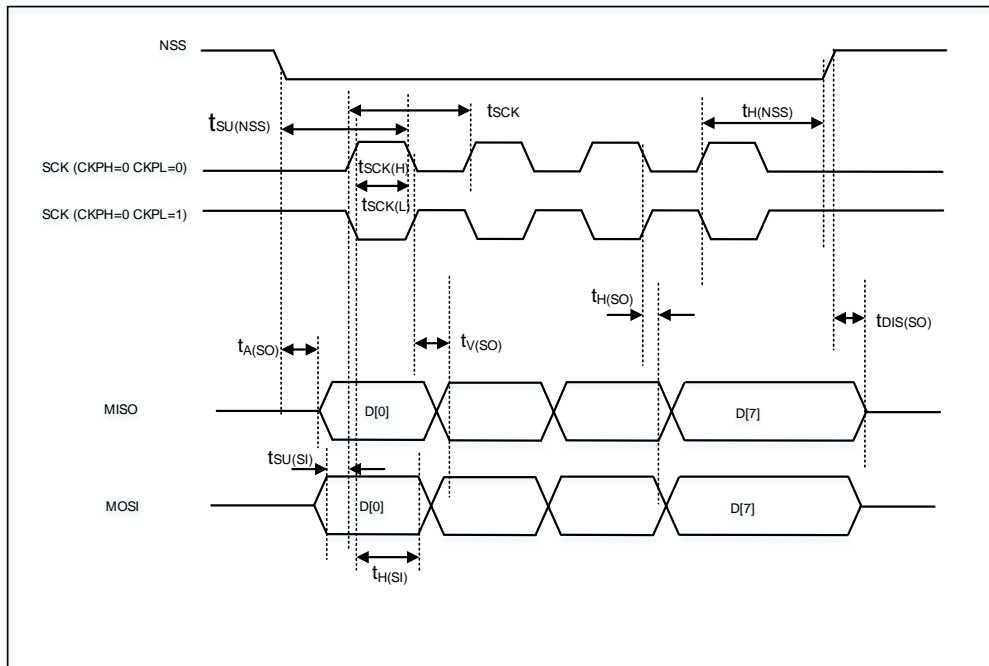 NSS
tSCK
tH(NSS)
tSU(NSS)
SCK (CKPH=0 CKPL=0)
tSCK(H)
tSCK(L)
SCK (CKPH=0 CKPL=1)
tH(SO)
tDIS(SO)
tV(SO)
tA(SO)
MISO
D[0]
D[7]
tSU(SI)
MOSI
D[0]
D[7]
tH(SI)